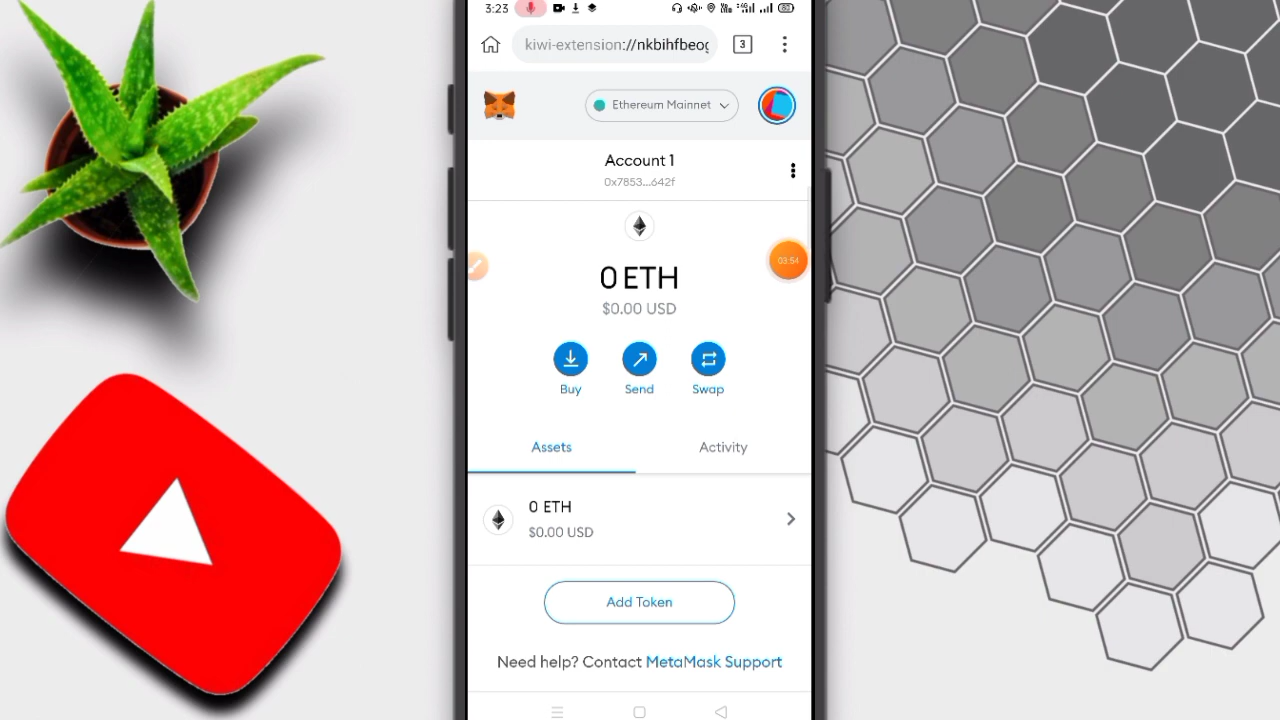 3:23
kiwi-extension://nkbihfbeog
3
Ethereum Mainnet
Account 1
0x7853...642f
03:54
0 ETH
$0.00 USD
Buy
Send
Swap
Assets
Activity
0 ETH
$0.00 USD
Add Token
Need help? Contact MetaMask Support